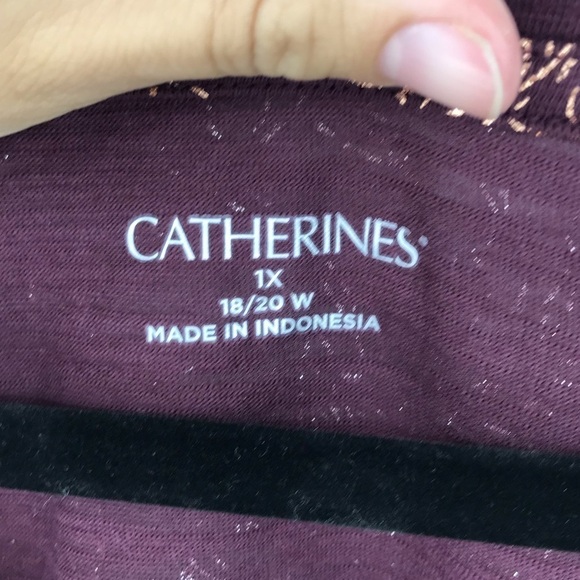 CATHERINES®
1X
18/20 W
MADE IN INDONESIA